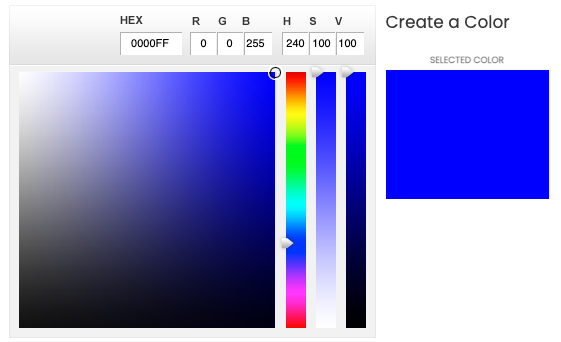 HEX R G B H S V
0000FF 0 0 255 240 100 100
Create a Color
SELECTED COLOR